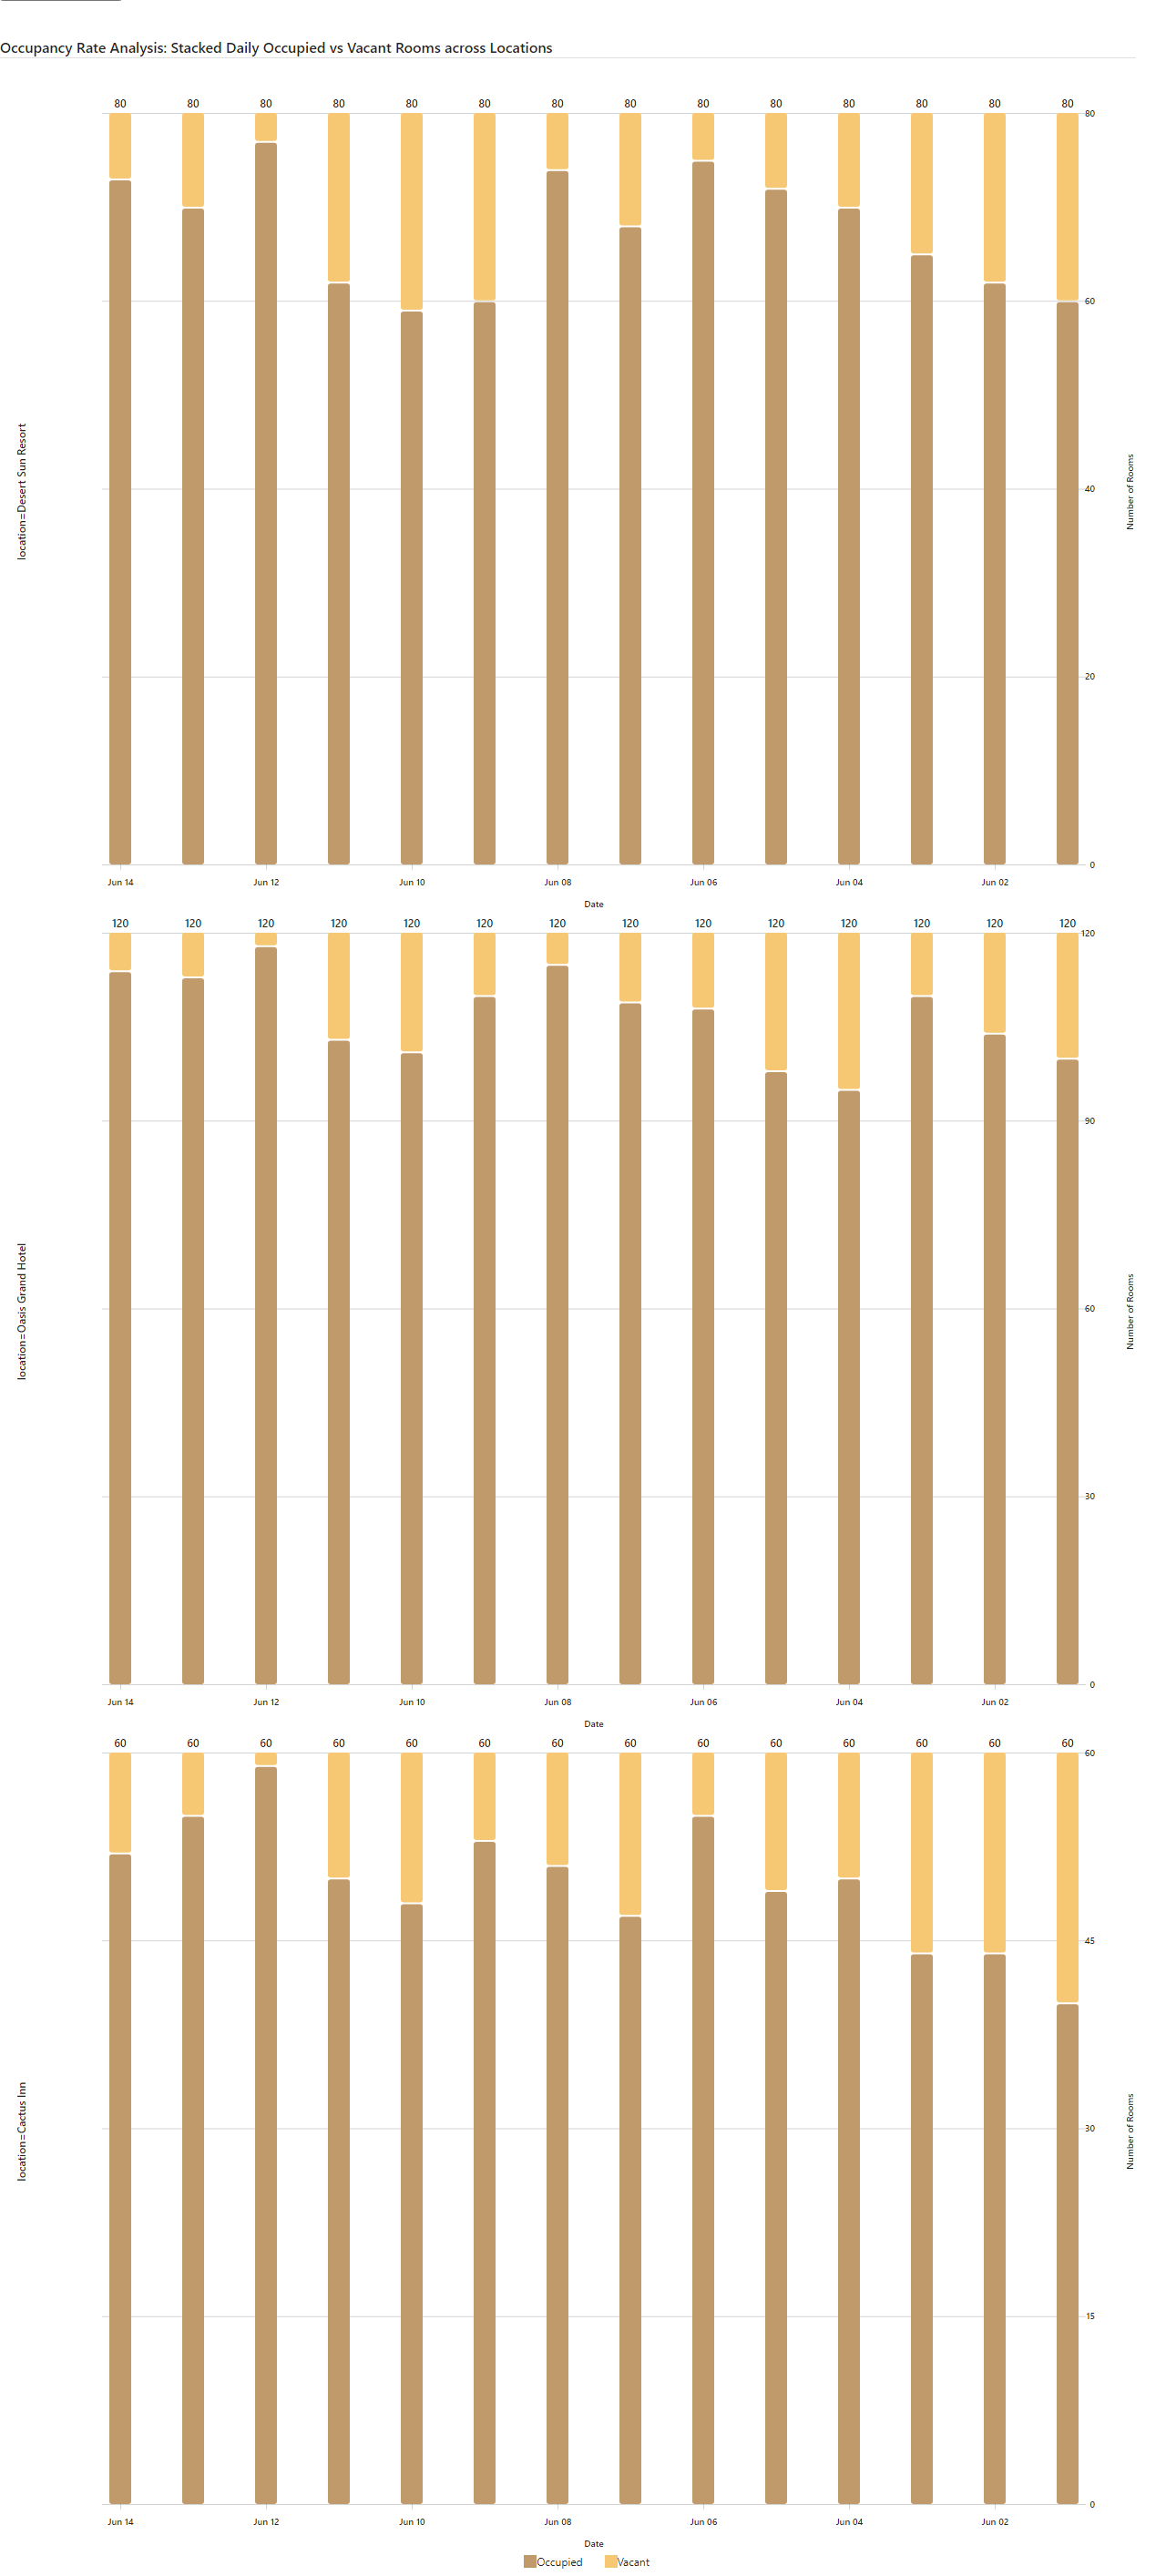 Occupancy Rate Analysis: Stacked Daily Occupied vs Vacant Rooms across Locations
80 80 80 80 80 80 80 80 80 80 80 80 80 80
80
60
40
20
0
location=Desert Sun Resort
Number of Rooms
Jun 14 Jun 12 Jun 10 Jun 08 Jun 06 Jun 04 Jun 02
Date
120 120 120 120 120 120 120 120 120 120 120 120 120 120
120
90
60
30
0
location=Oasis Grand Hotel
Number of Rooms
Jun 14 Jun 12 Jun 10 Jun 08 Jun 06 Jun 04 Jun 02
Date
60 60 60 60 60 60 60 60 60 60 60 60 60 60
60
45
30
15
0
location=Cactus Inn
Number of Rooms
Jun 14 Jun 12 Jun 10 Jun 08 Jun 06 Jun 04 Jun 02
Date
Occupied Vacant